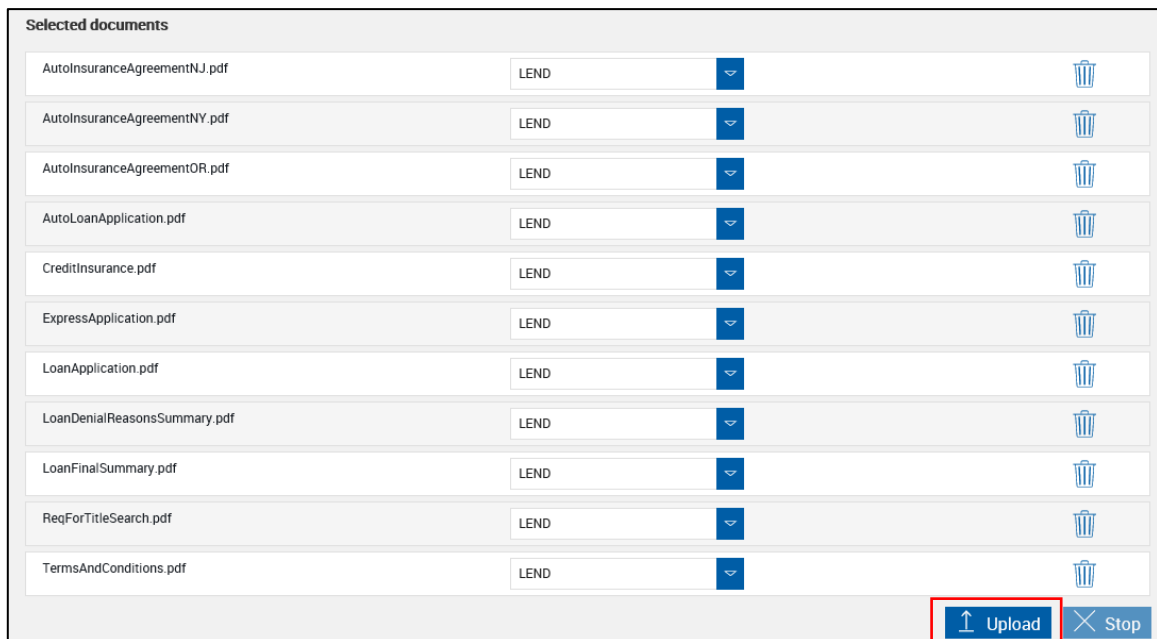 Selected documents
AutoInsuranceAgreementNJ.pdf LEND
AutoInsuranceAgreementNY.pdf LEND
AutoInsuranceAgreementOR.pdf LEND
AutoLoanApplication.pdf LEND
CreditInsurance.pdf LEND
ExpressApplication.pdf LEND
LoanApplication.pdf LEND
LoanDenialReasonsSummary.pdf LEND
LoanFinalSummary.pdf LEND
ReqForTitleSearch.pdf LEND
TermsAndConditions.pdf LEND
Upload Stop